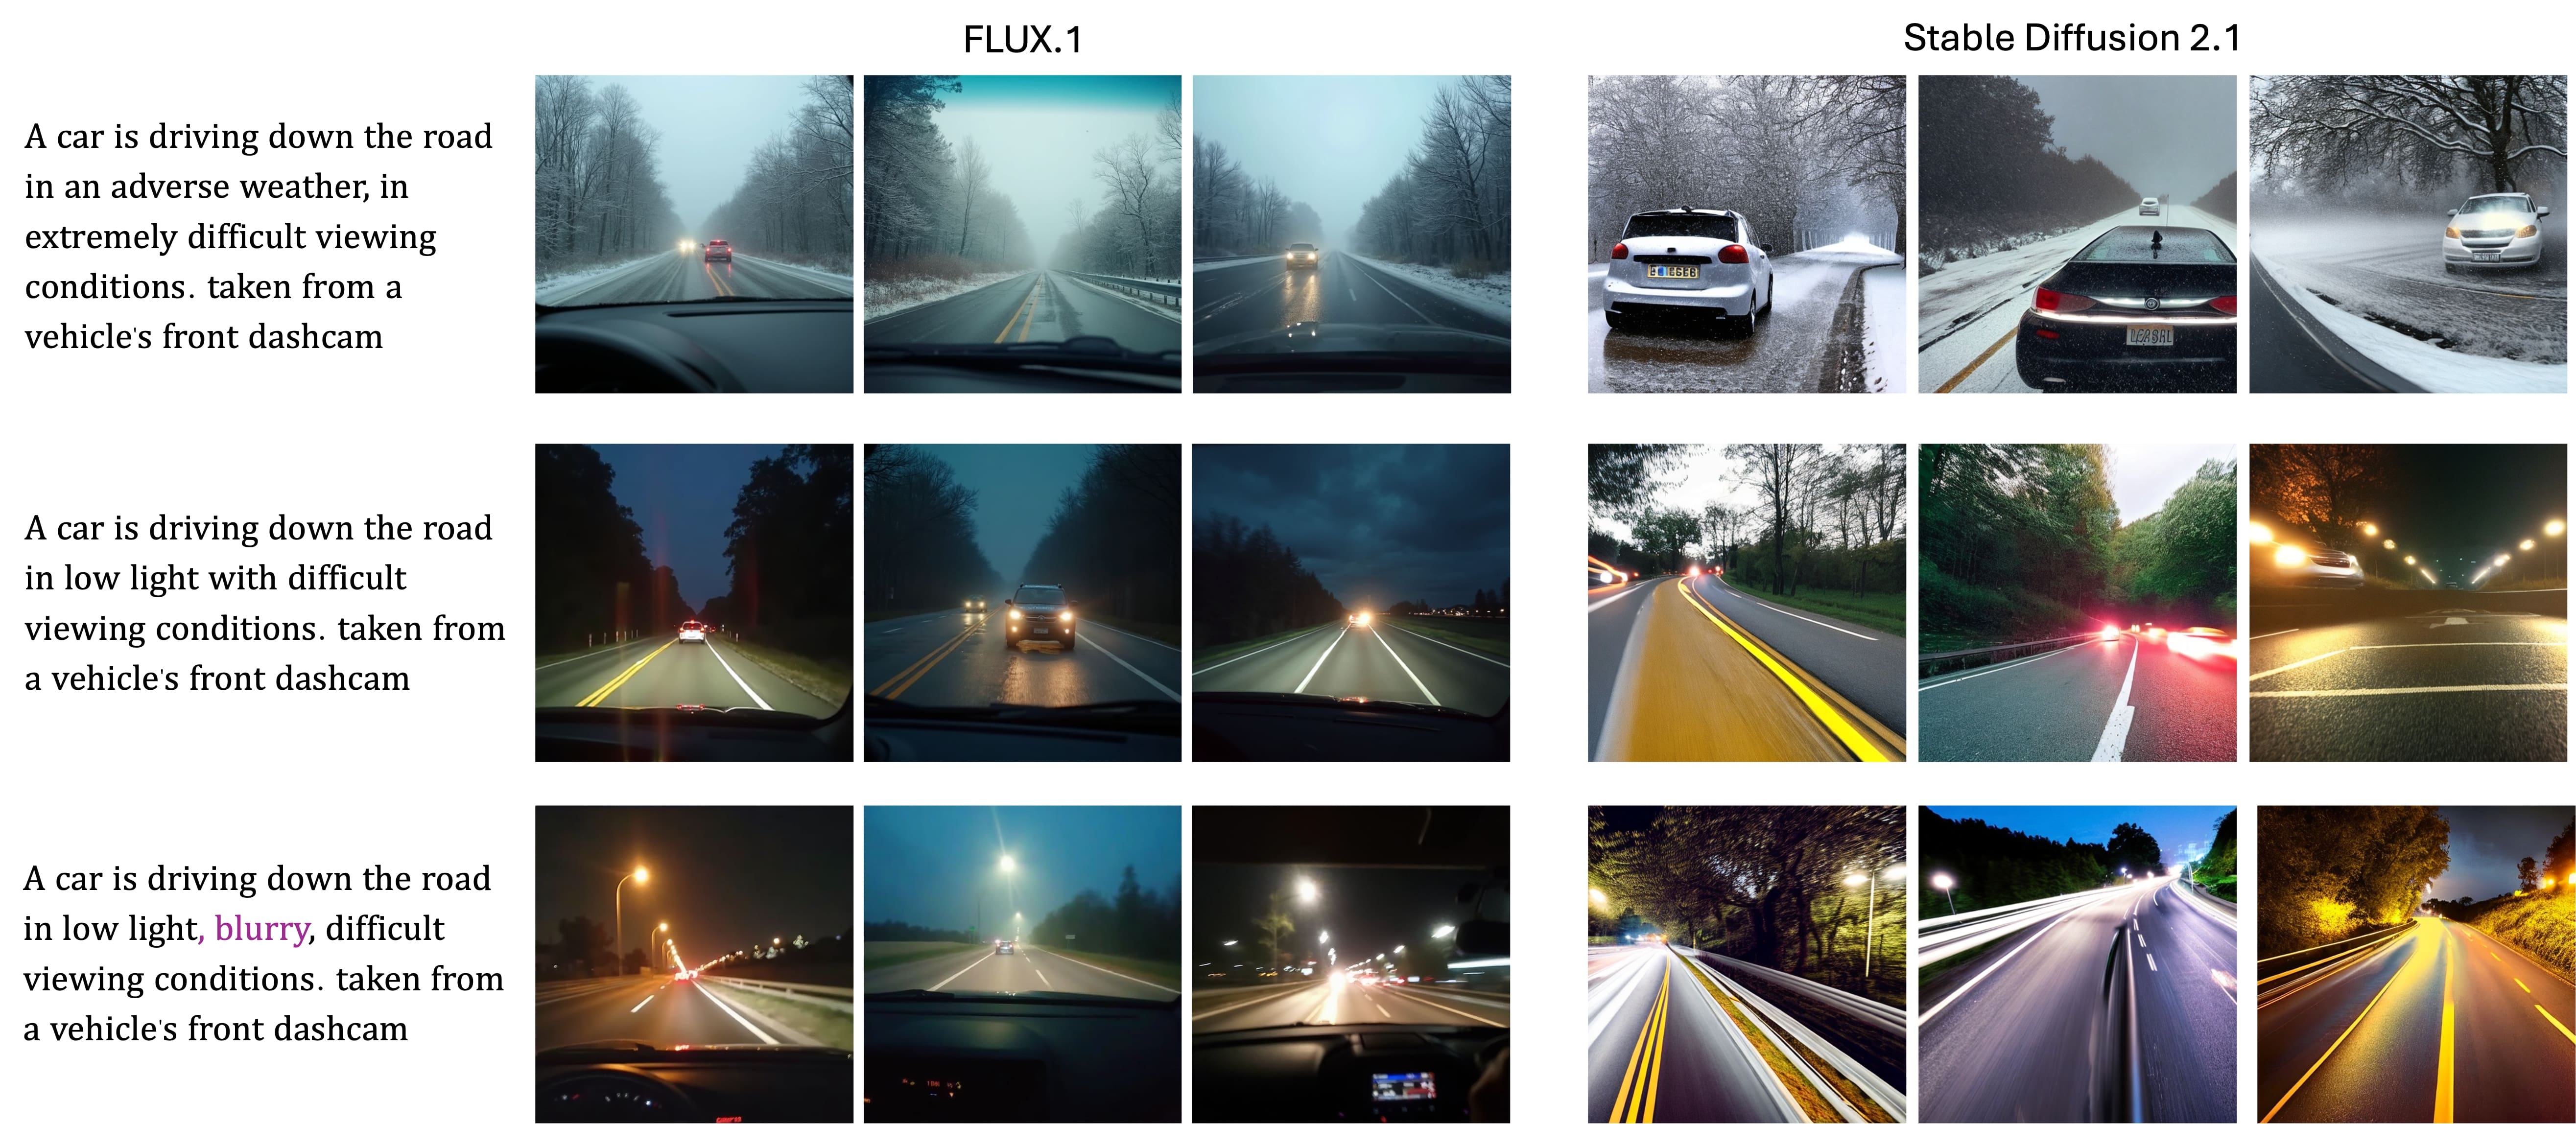 FLUX.1
Stable Diffusion 2.1
A car is driving down the road
in an adverse weather, in
extremely difficult viewing
conditions. taken from a
vehicle's front dashcam
A car is driving down the road
in low light with difficult
viewing conditions. taken from
a vehicle's front dashcam
A car is driving down the road
in low light, blurry, difficult
viewing conditions. taken from
a vehicle's front dashcam